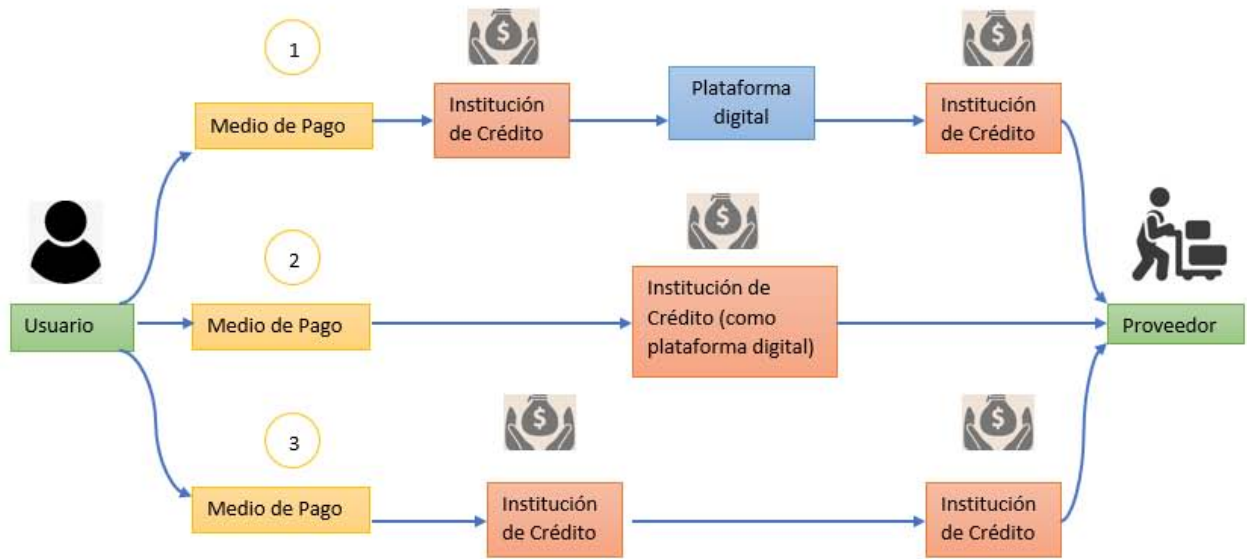 1
$
$
Medio de Pago
Institución
de Crédito
Plataforma
digital
Institución
de Crédito
2
$
Usuario
Medio de Pago
Institución de
Crédito (como
plataforma digital)
Proveedor
3
$
$
Medio de Pago
Institución
de Crédito
Institución
de Crédito